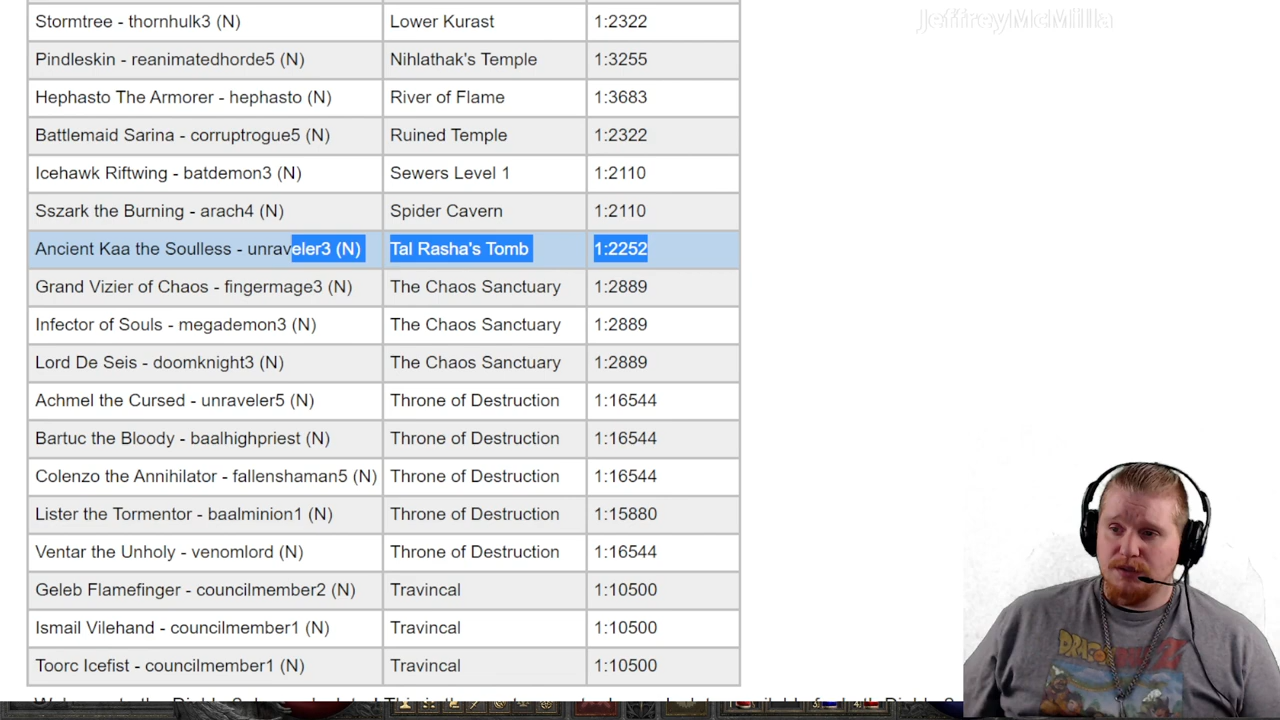 JeffreyMcMilla
Stormtree - thornhulk3 (N) Lower Kurast 1:2322
Pindleskin - reanimatedhorde5 (N) Nihlathak's Temple 1:3255
Hephasto The Armorer - hephasto (N) River of Flame 1:3683
Battlemaid Sarina - corruptrogue5 (N) Ruined Temple 1:2322
Icehawk Riftwing - batdemon3 (N) Sewers Level 1 1:2110
Sszark the Burning - arach4 (N) Spider Cavern 1:2110
Ancient Kaa the Soulless - unraveler3 (N) Tal Rasha's Tomb 1:2252
Grand Vizier of Chaos - fingermage3 (N) The Chaos Sanctuary 1:2889
Infector of Souls - megademon3 (N) The Chaos Sanctuary 1:2889
Lord De Seis - doomknight3 (N) The Chaos Sanctuary 1:2889
Achmel the Cursed - unraveler5 (N) Throne of Destruction 1:16544
Bartuc the Bloody - baalhighpriest (N) Throne of Destruction 1:16544
Colenzo the Annihilator - fallenshaman5 (N) Throne of Destruction 1:16544
Lister the Tormentor - baalminion1 (N) Throne of Destruction 1:15880
Ventar the Unholy - venomlord (N) Throne of Destruction 1:16544
Geleb Flamefinger - councilmember2 (N) Travincal 1:10500
Ismail Vilehand - councilmember1 (N) Travincal 1:10500
Toorc Icefist - councilmember1 (N) Travincal 1:10500